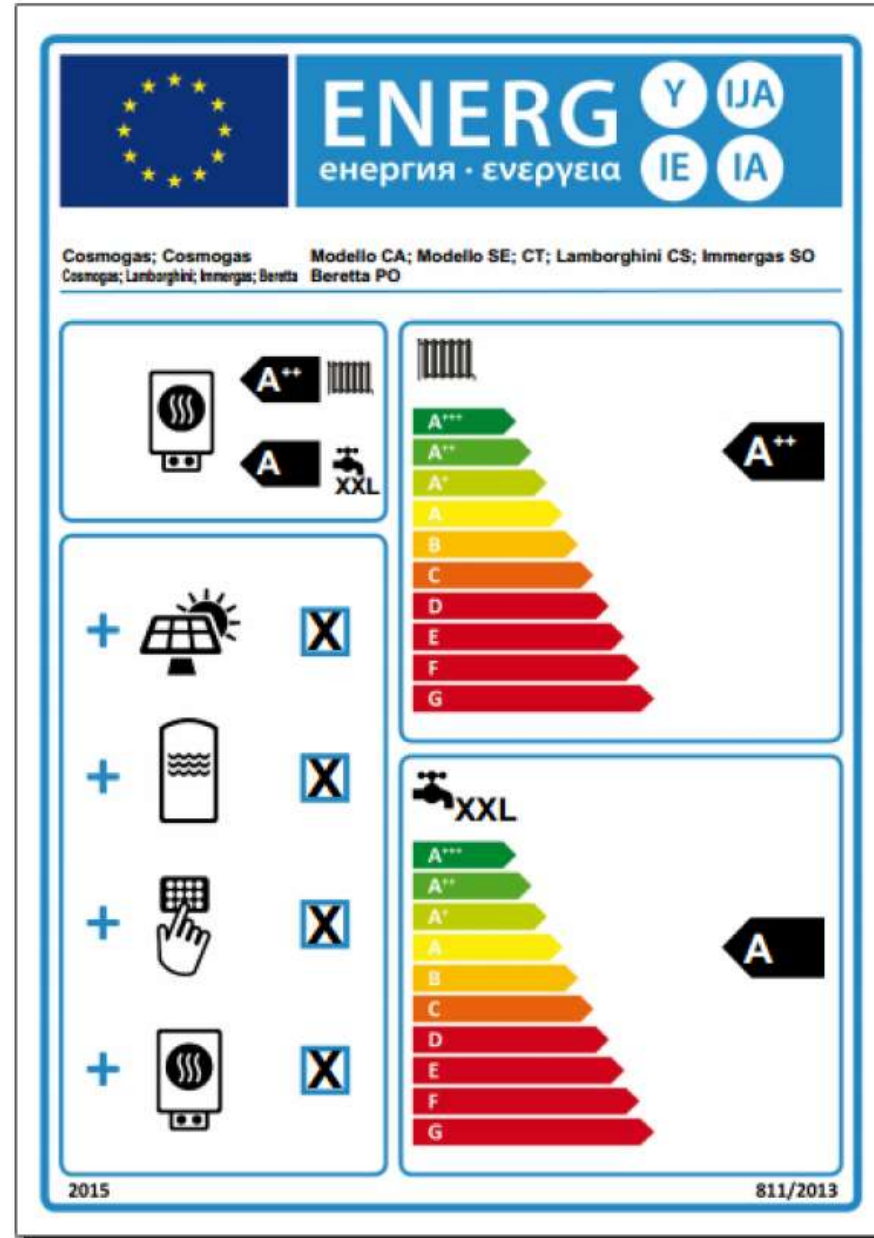 ENERG Y IJA
енергия · ενεργεια IE IA
Cosmogas; Cosmogas Modello CA; Modello SE; CT; Lamborghini CS; Immergas SO
Cosmogas; Lamborghini; Immergas; Beretta Beretta PO
A++
A
XXL
X
X
X
X
A+++
A++
A+
A
B
C
D
E
F
G
A++
XXL
A+++
A++
A+
A
B
C
D
E
F
G
A
2015 811/2013